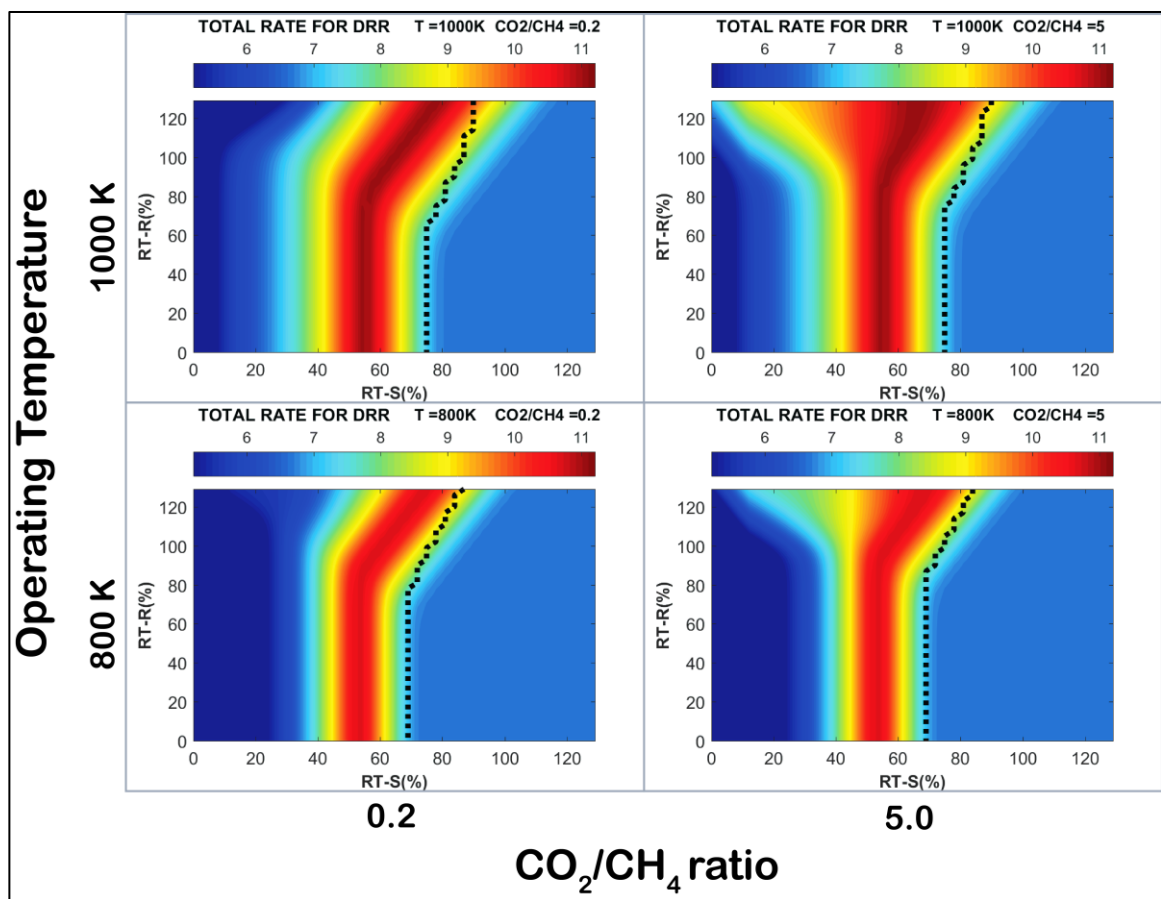 TOTAL RATE FOR DRR T =1000K CO2/CH4 =0.2
6 7 8 9 10 11
RT-R(%)
120
100
80
60
40
20
0
0 20 40 60 80 100 120
RT-S(%)
TOTAL RATE FOR DRR T =1000K CO2/CH4 =5
6 7 8 9 10 11
RT-R(%)
120
100
80
60
40
20
0
0 20 40 60 80 100 120
RT-S(%)
TOTAL RATE FOR DRR T =800K CO2/CH4 =0.2
6 7 8 9 10 11
RT-R(%)
120
100
80
60
40
20
0
0 20 40 60 80 100 120
RT-S(%)
TOTAL RATE FOR DRR T =800K CO2/CH4 =5
6 7 8 9 10 11
RT-R(%)
120
100
80
60
40
20
0
0 20 40 60 80 100 120
RT-S(%)
Operating Temperature
1000 K
800 K
0.2 5.0
CO₂/CH₄ ratio